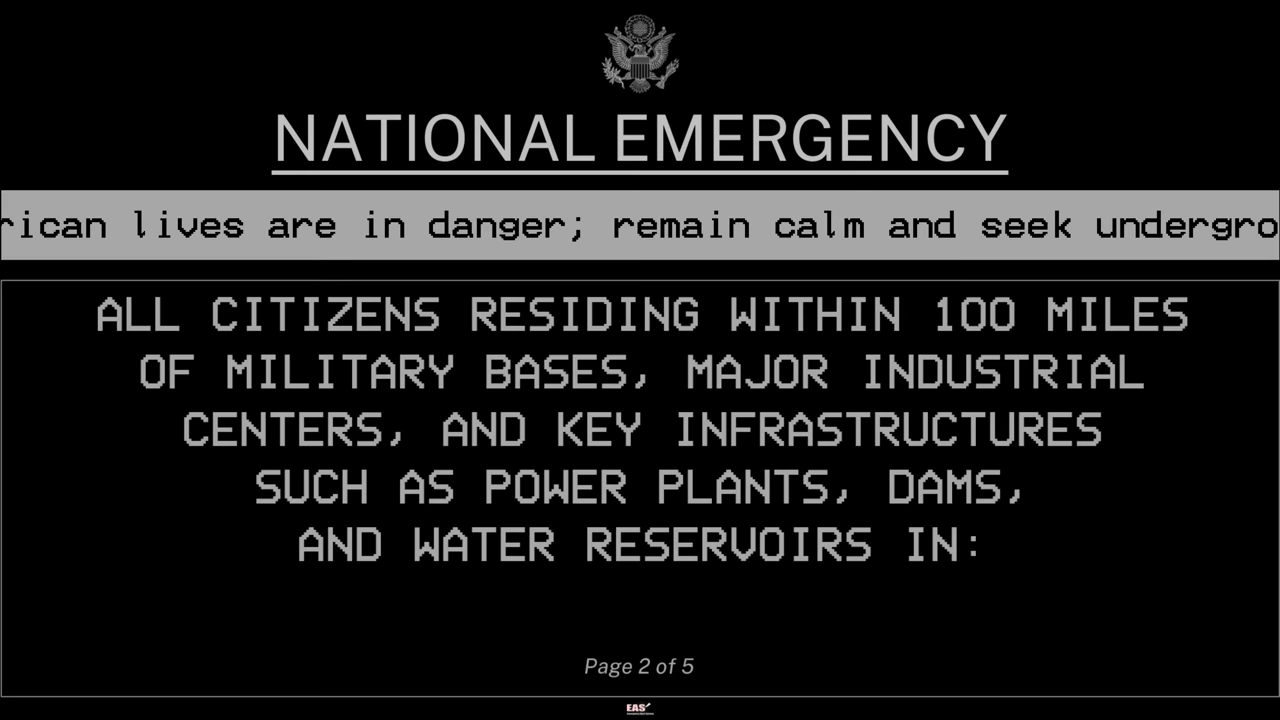 NATIONAL EMERGENCY
rican lives are in danger; remain calm and seek undergro
ALL CITIZENS RESIDING WITHIN 100 MILES
OF MILITARY BASES, MAJOR INDUSTRIAL
CENTERS, AND KEY INFRASTRUCTURES
SUCH AS POWER PLANTS, DAMS,
AND WATER RESERVOIRS IN:
Page 2 of 5
EAS